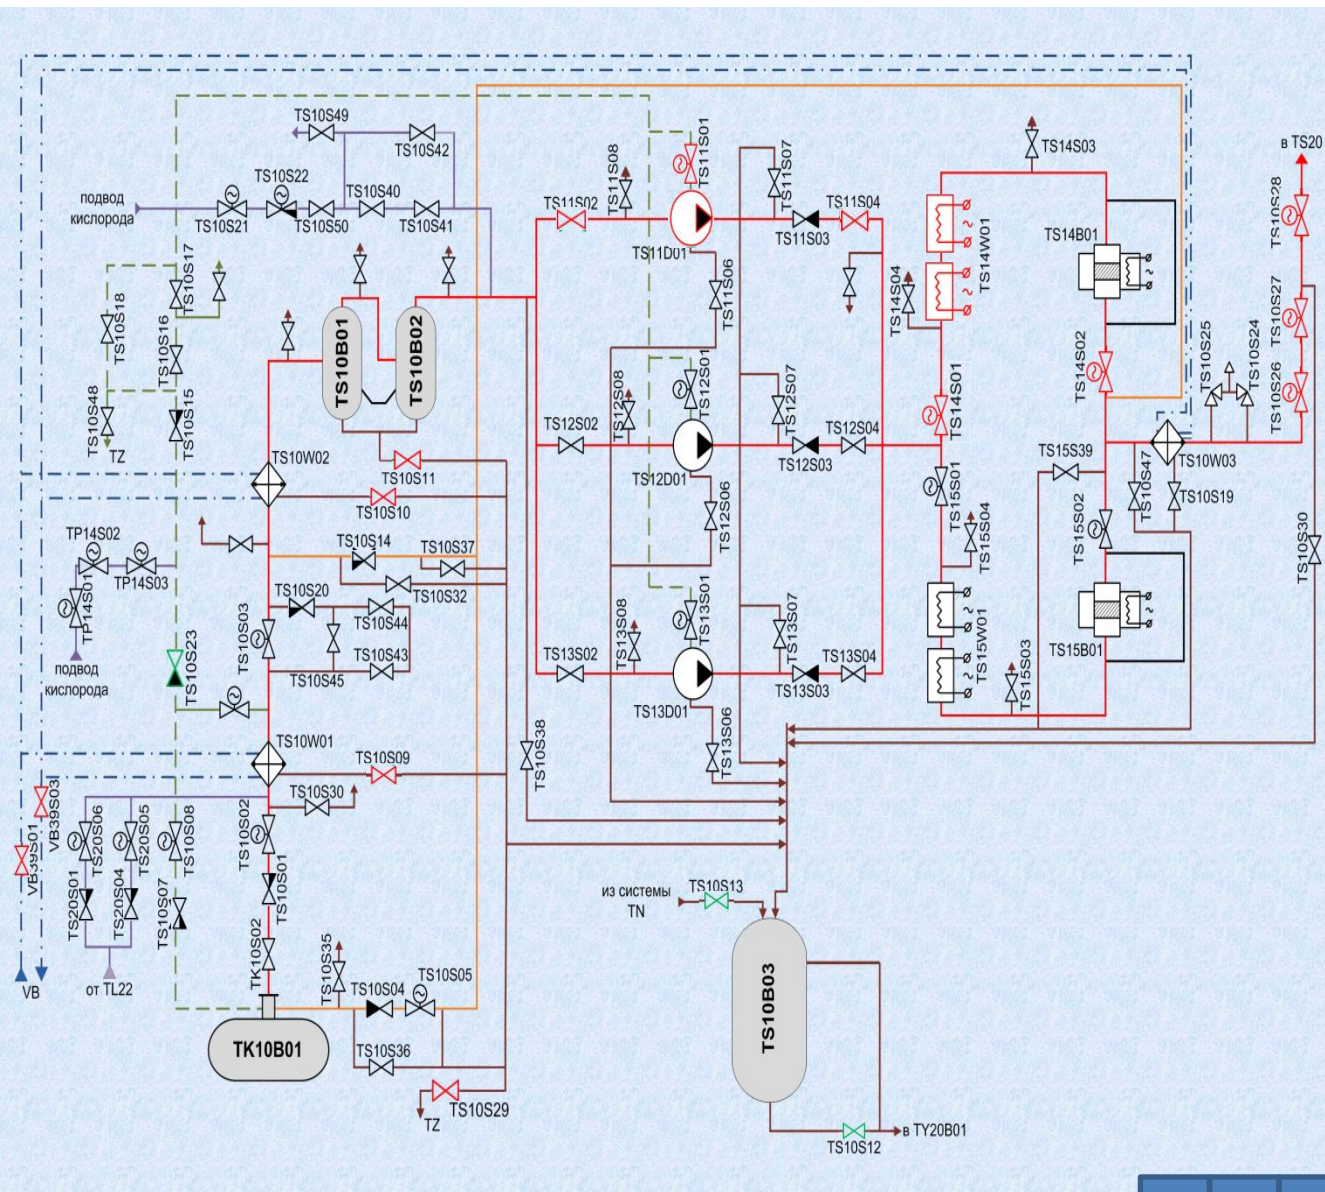 TS10S49
TS10S42
TS10S22
подвод
кислорода
TS10S21
TS10S50
TS10S40
TS10S41
TS10S17
TS10S18
TS10S16
TS10S48
TS10S15
TZ
TS10B01
TS10B02
TS11S08
TS11S01
TS11S02
TS11D01
TS11S07
TS11S04
TS11S03
TS11S06
TS14W01
TS14S04
TS14S03
TS14B01
в TS20
TS10S28
TS10S27
TS10S25
TS10S24
TS10S26
TS14S02
TS14S01
TS12S08
TS12S01
TS12S02
TS12D01
TS12S07
TS12S04
TS12S03
TS12S06
TS10W02
TS10S11
TS10S10
TS15S39
TS10W03
TS10S47
TS10S19
TS15S01
TS15S04
TS15S02
TS10S30
TP14S02
TP14S03
TP14S01
подвод
кислорода
TS10S14
TS10S37
TS10S32
TS10S20
TS10S44
TS10S03
TS10S43
TS10S45
TS10S23
TS13S08
TS13S01
TS13S02
TS13D01
TS13S07
TS13S04
TS13S03
TS13S06
TS10S38
TS15W01
TS15S03
TS15B01
TS10W01
TS10S09
TS10S30
VB39S03
VB39S01
TS20S06
TS20S05
TS10S08
TS10S02
TS20S01
TS20S04
TS10S07
TS10S01
TK10S02
VB
от TL22
TK10B01
TS10S35
TS10S04
TS10S05
TS10S36
TS10S29
TZ
из системы
TN
TS10S13
TS10B03
TS10S12
в TY20B01